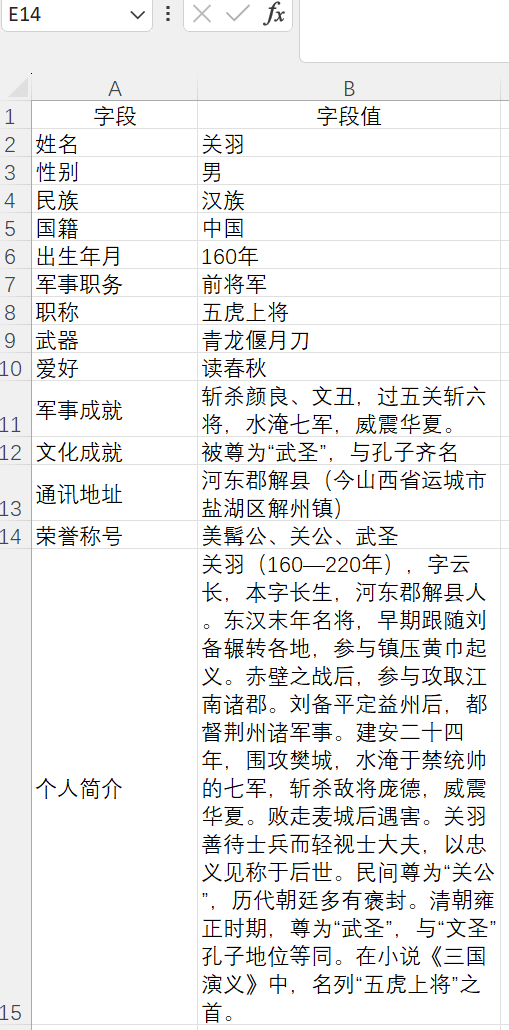 E14
fx
A B
1 字段 字段值
2 姓名 关羽
3 性别 男
4 民族 汉族
5 国籍 中国
6 出生年月 160年
7 军事职务 前将军
8 职称 五虎上将
9 武器 青龙偃月刀
10 爱好 读春秋
11 军事成就 斩杀颜良、文丑，过五关斩六
将，水淹七军，威震华夏。
12 文化成就 被尊为“武圣”，与孔子齐名
13 通讯地址 河东郡解县（今山西省运城市
盐湖区解州镇）
14 荣誉称号 美髯公、关公、武圣
15 个人简介 关羽（160—220年），字云
长，本字长生，河东郡解县人
。东汉末年名将，早期跟随刘
备辗转各地，参与镇压黄巾起
义。赤壁之战后，参与攻取江
南诸郡。刘备平定益州后，都
督荆州诸军事。建安二十四
年，围攻樊城，水淹于禁统帅
的七军，斩杀敌将庞德，威震
华夏。败走麦城后遇害。关羽
善待士兵而轻视士大夫，以忠
义见称于后世。民间尊为“关公
”，历代朝廷多有褒封。清朝雍
正时期，尊为“武圣”，与“文圣”
孔子地位等同。在小说《三国
演义》中，名列“五虎上将”之
首。